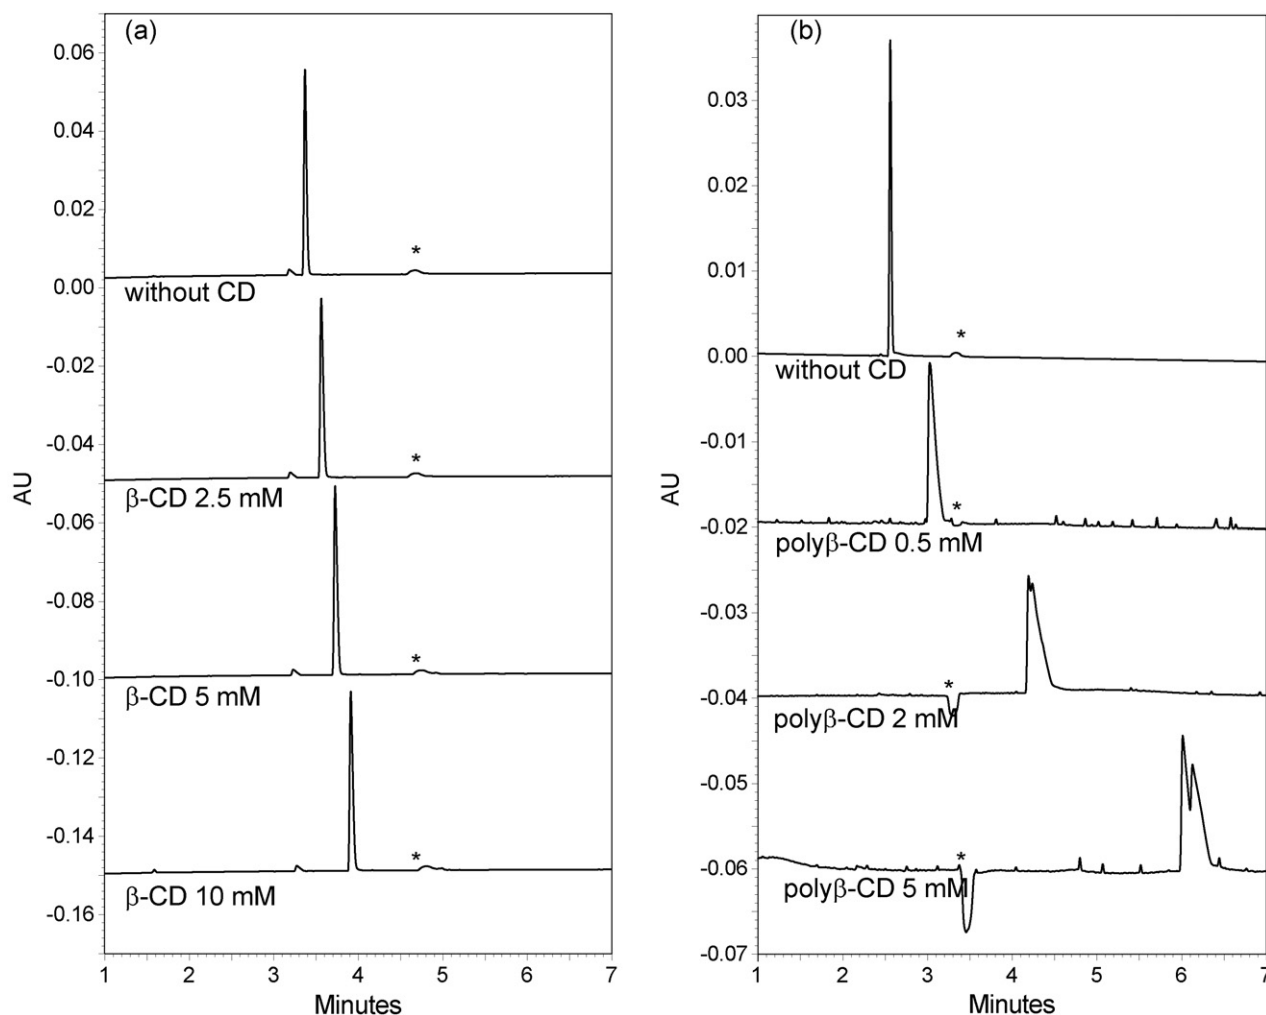 (a)
0.06
0.04
0.02
*
0.00
without CD
-0.02
-0.04
*
β-CD 2.5 mM
AU
-0.06
-0.08
*
-0.10
β-CD 5 mM
-0.12
-0.14
*
β-CD 10 mM
-0.16
1 2 3 4 5 6 7
Minutes
(b)
0.03
0.02
0.01
*
0.00
without CD
-0.01
AU
*
-0.02
polyβ-CD 0.5 mM
-0.03
*
-0.04
polyβ-CD 2 mM
-0.05
*
-0.06
polyβ-CD 5 mM
-0.07
1 2 3 4 5 6 7
Minutes